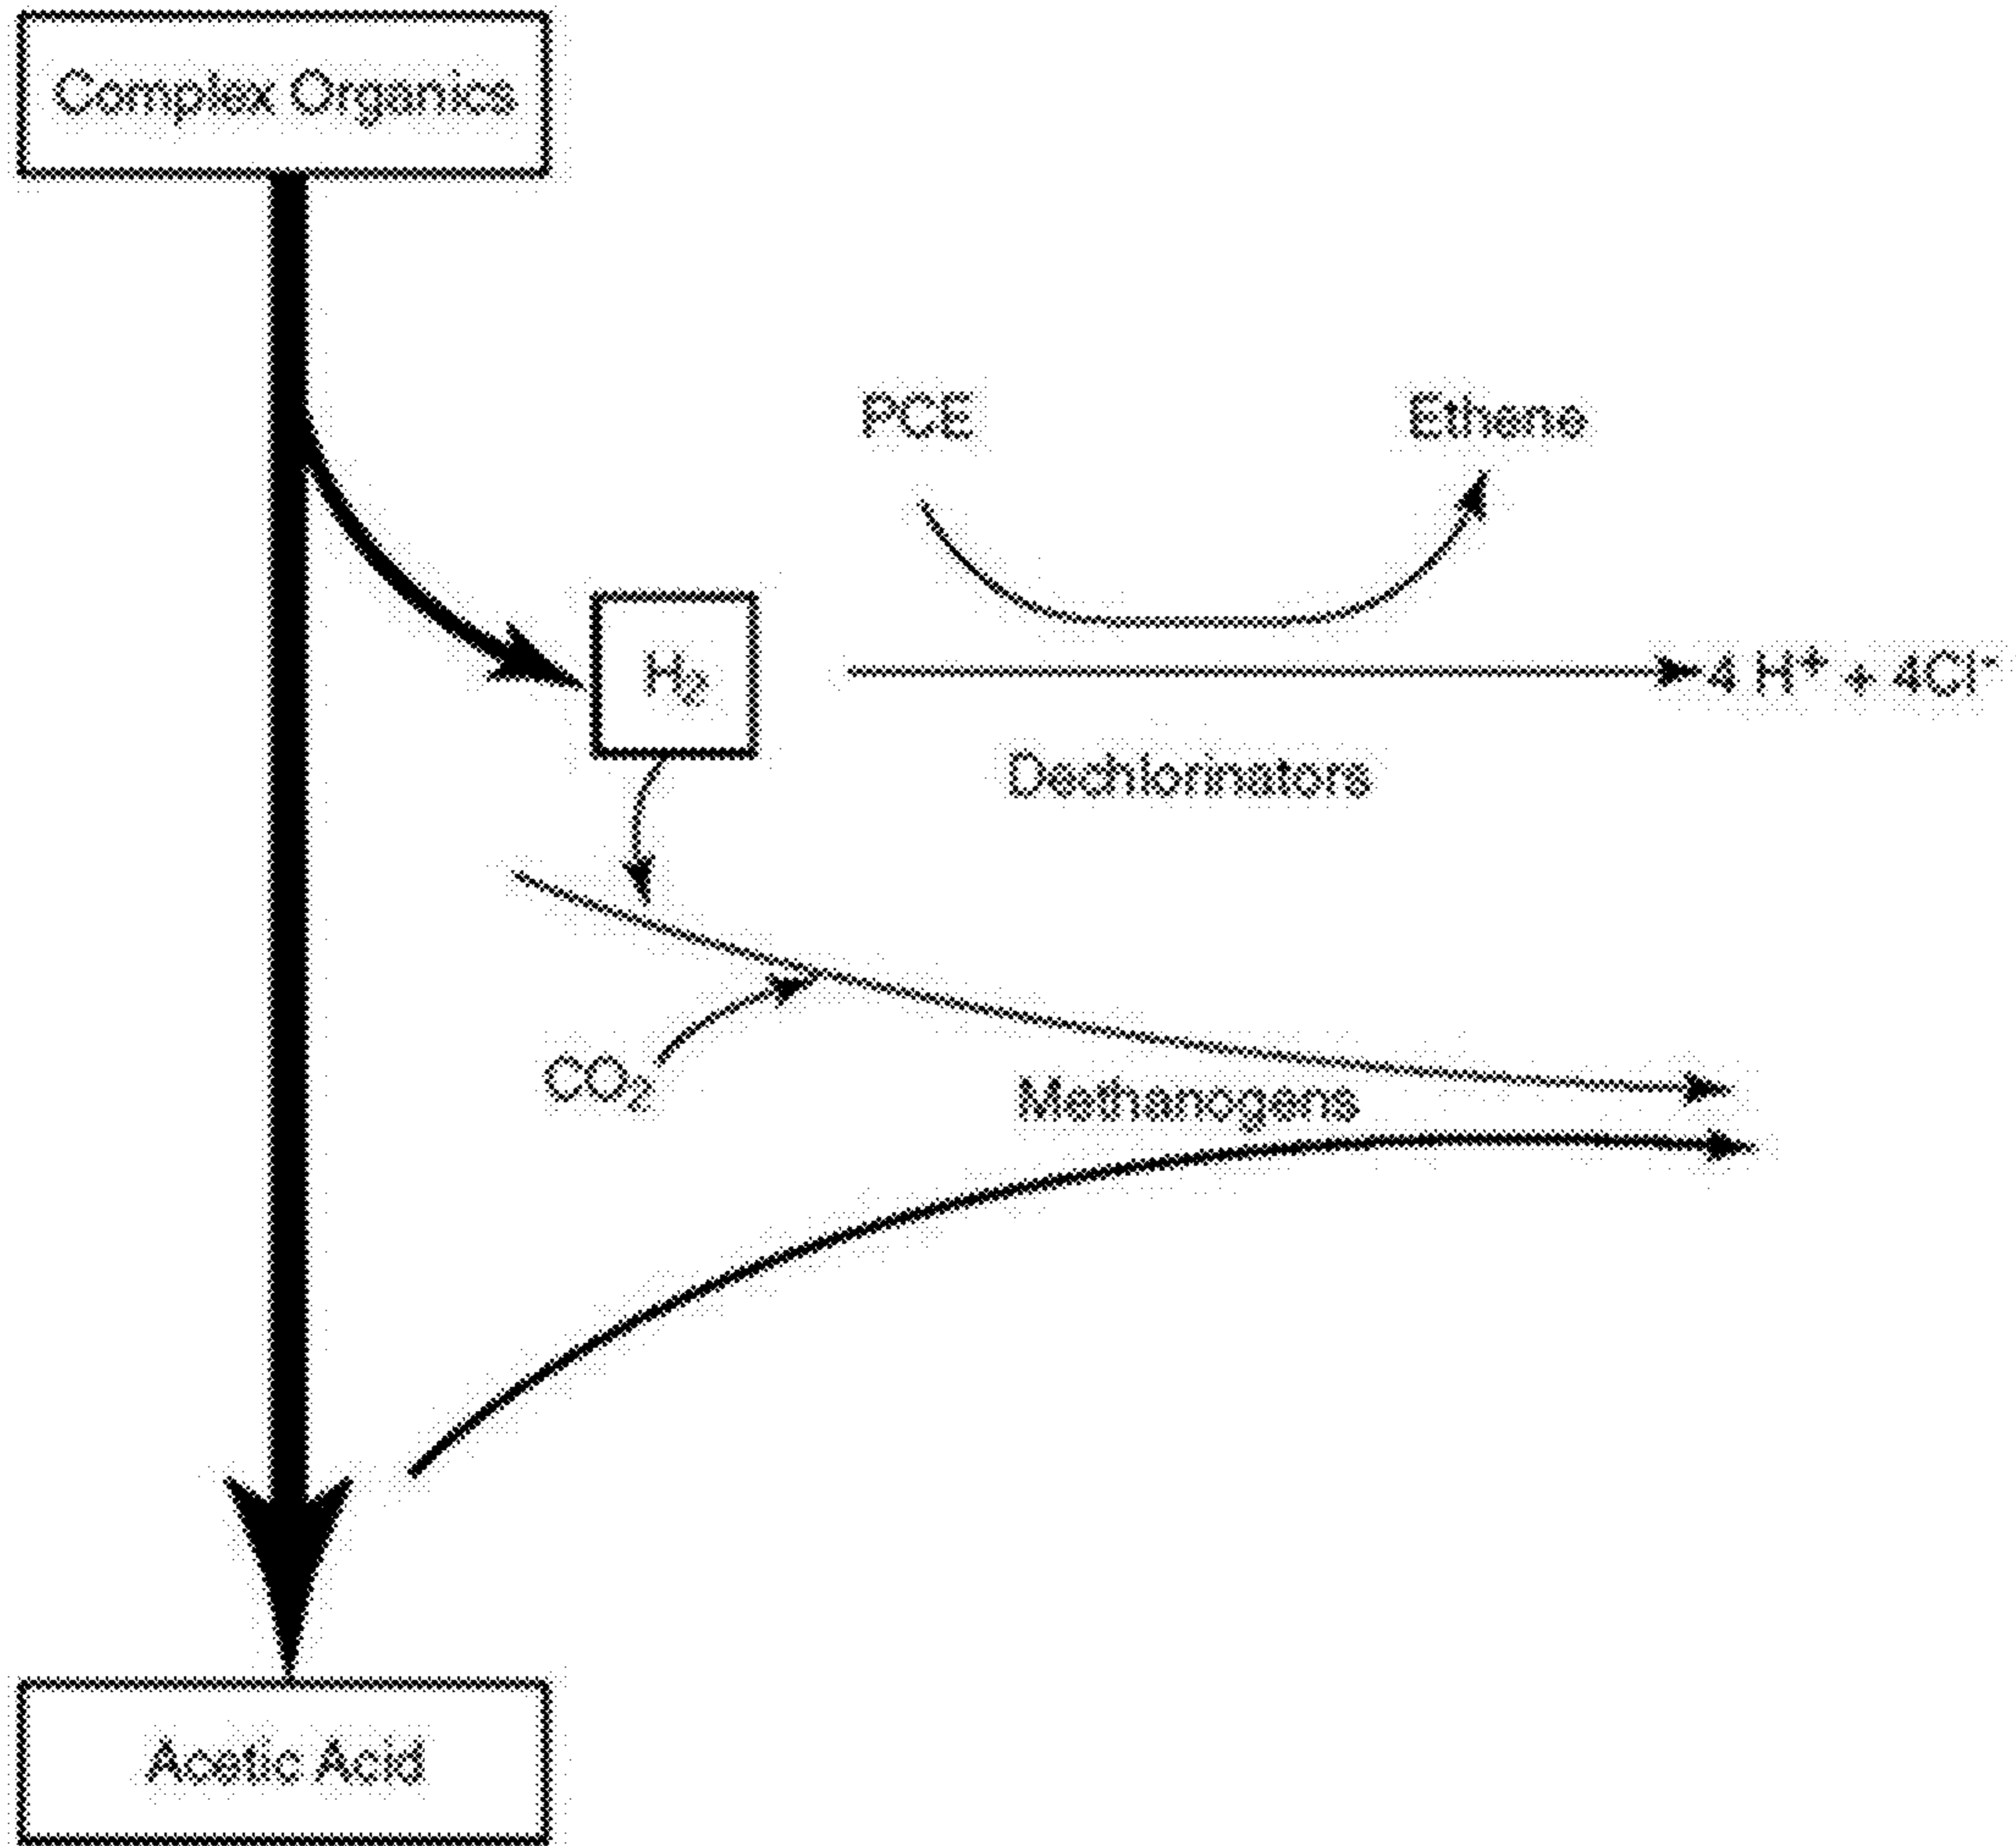 Complex Organics
PCE
Ethene
H₂
4 H⁺ + 4Cl⁻
Dechlorinators
CO₂
Methanogens
Acetic Acid